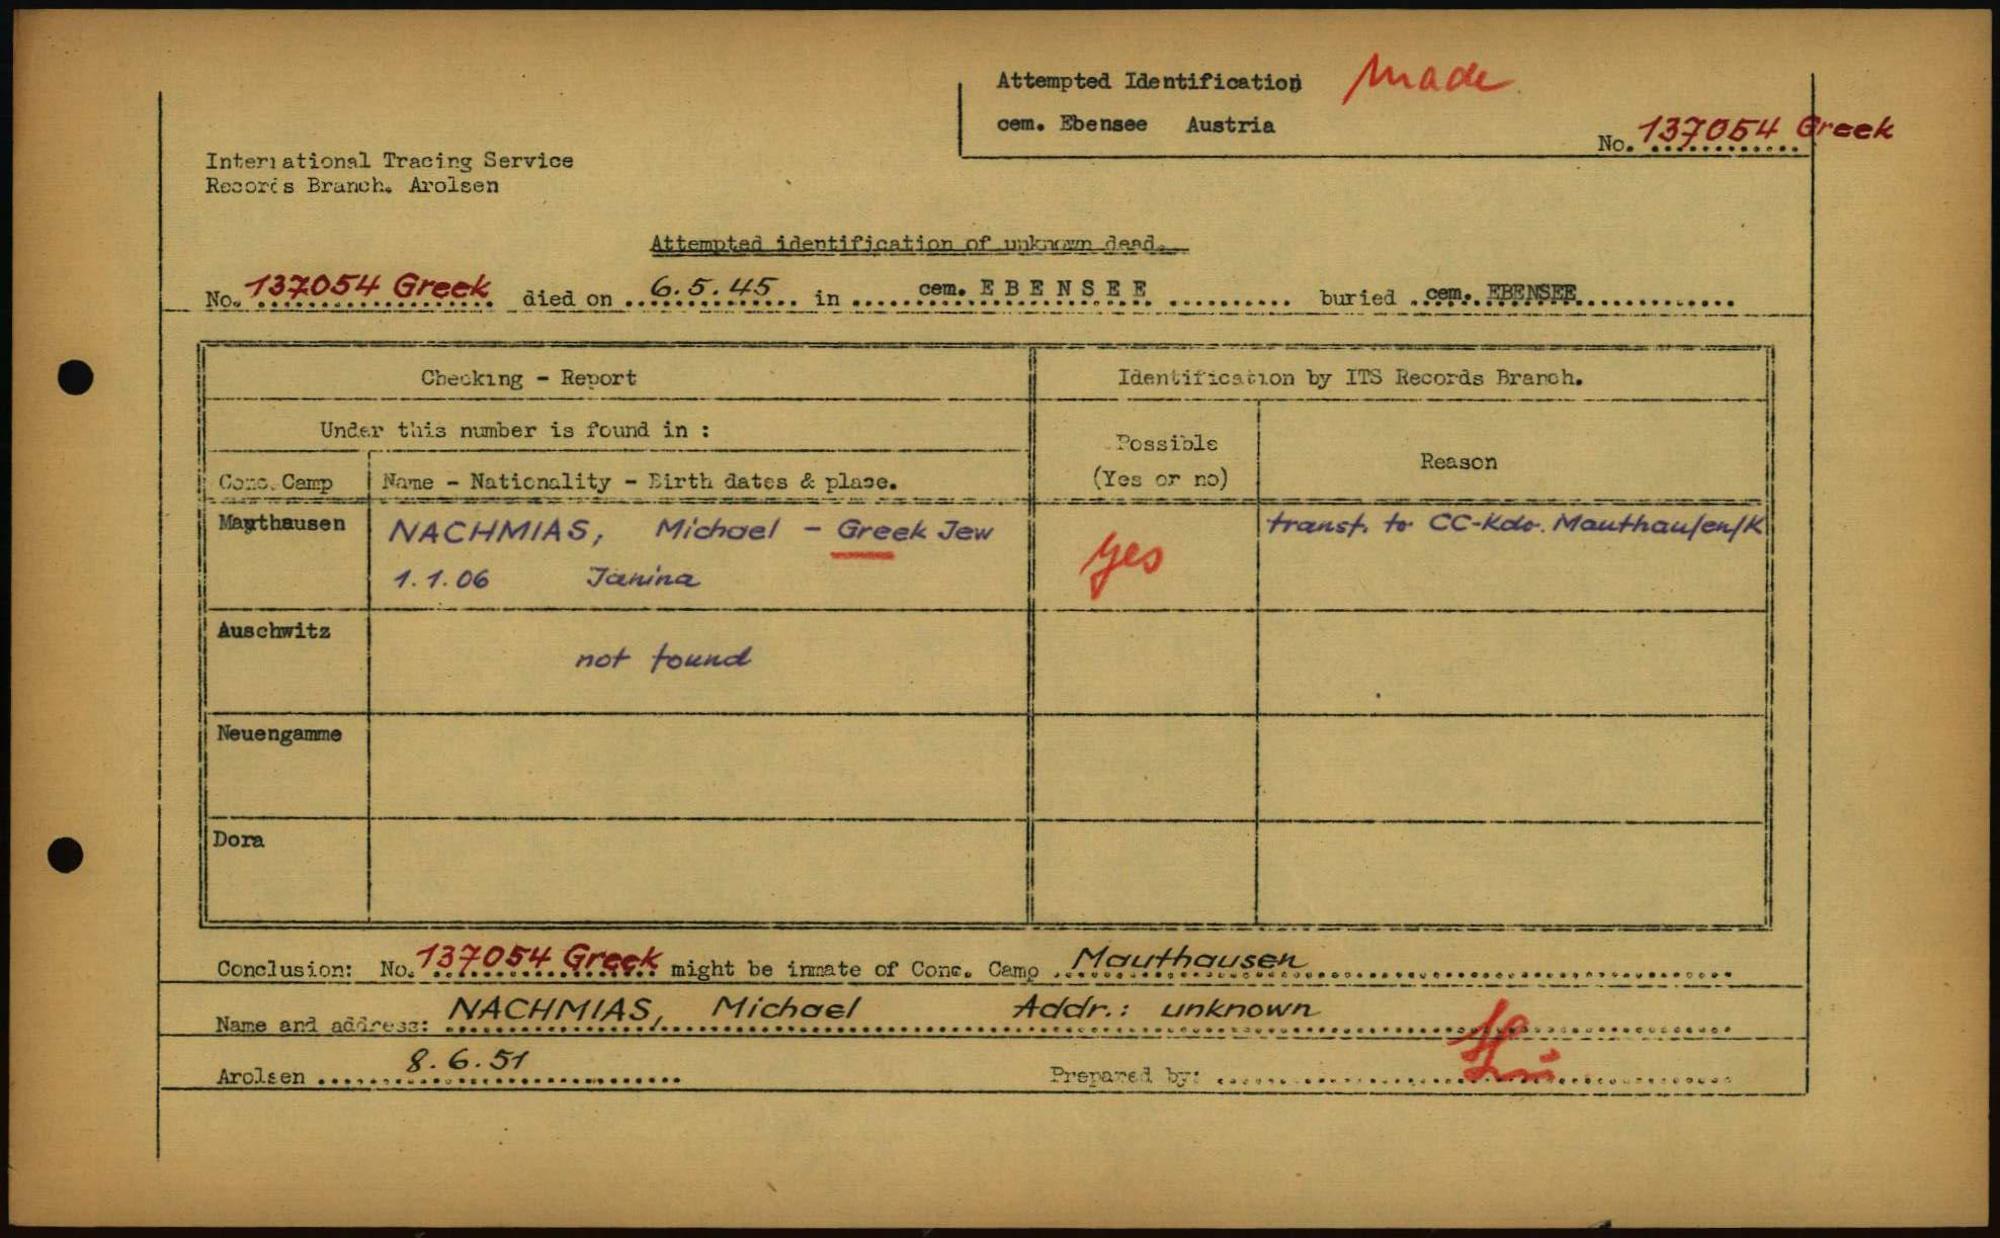 Attempted Identification made
cem. Ebensee Austria
No. 137054 Greek
International Tracing Service
Records Branch. Arolsen
Attempted identification of unknown dead.
No. 137054 Greek died on 6.5.45 in cem. EBENSEE buried cem. EBENSEE
Checking - Report
Identification by ITS Records Branch.
Under this number is found in :
Possible
(Yes or no)
Reason
Conc. Camp
Name - Nationality - Birth dates & place.
Mauthausen
NACHMIAS, Michael - Greek Jew
1.1.06 Janina
yes
transf. to CC-Kdo. Mauthausen/K
Auschwitz
not found
Neuengamme
Dora
Conclusion: No. 137054 Greek might be inmate of Conc. Camp Mauthausen
Name and address: NACHMIAS, Michael Addr.: unknown
Arolsen 8.6.51
Prepared by: